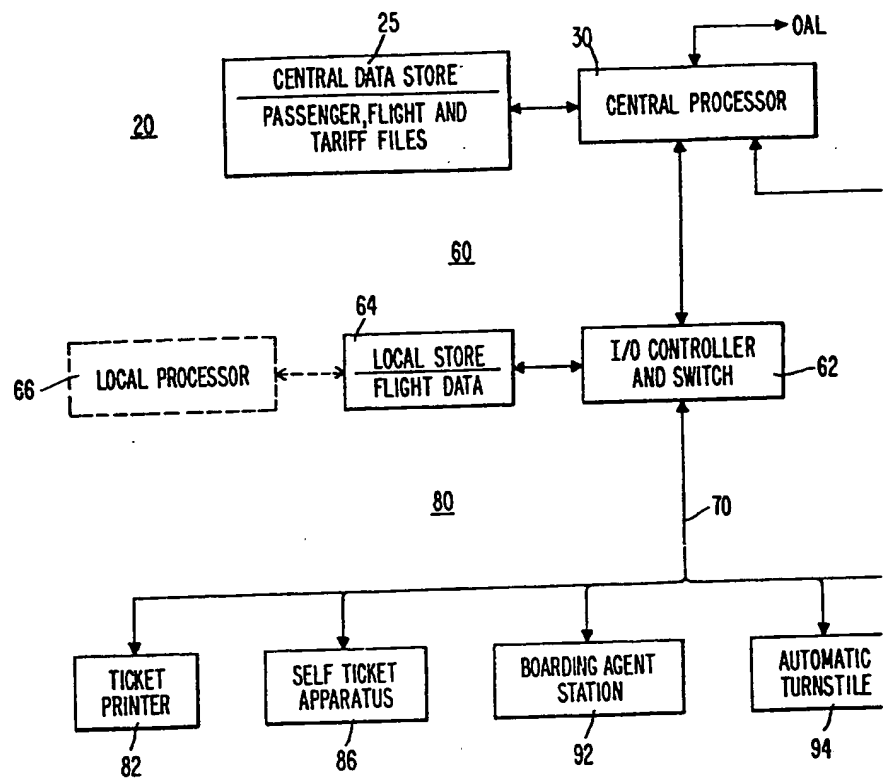 25
30
OAL
CENTRAL DATA STORE
PASSENGER, FLIGHT AND
TARIFF FILES
CENTRAL PROCESSOR
20
60
64
66
LOCAL PROCESSOR
LOCAL STORE
FLIGHT DATA
I/O CONTROLLER
AND SWITCH
62
80
70
TICKET
PRINTER
SELF TICKET
APPARATUS
BOARDING AGENT
STATION
AUTOMATIC
TURNSTILE
82
86
92
94